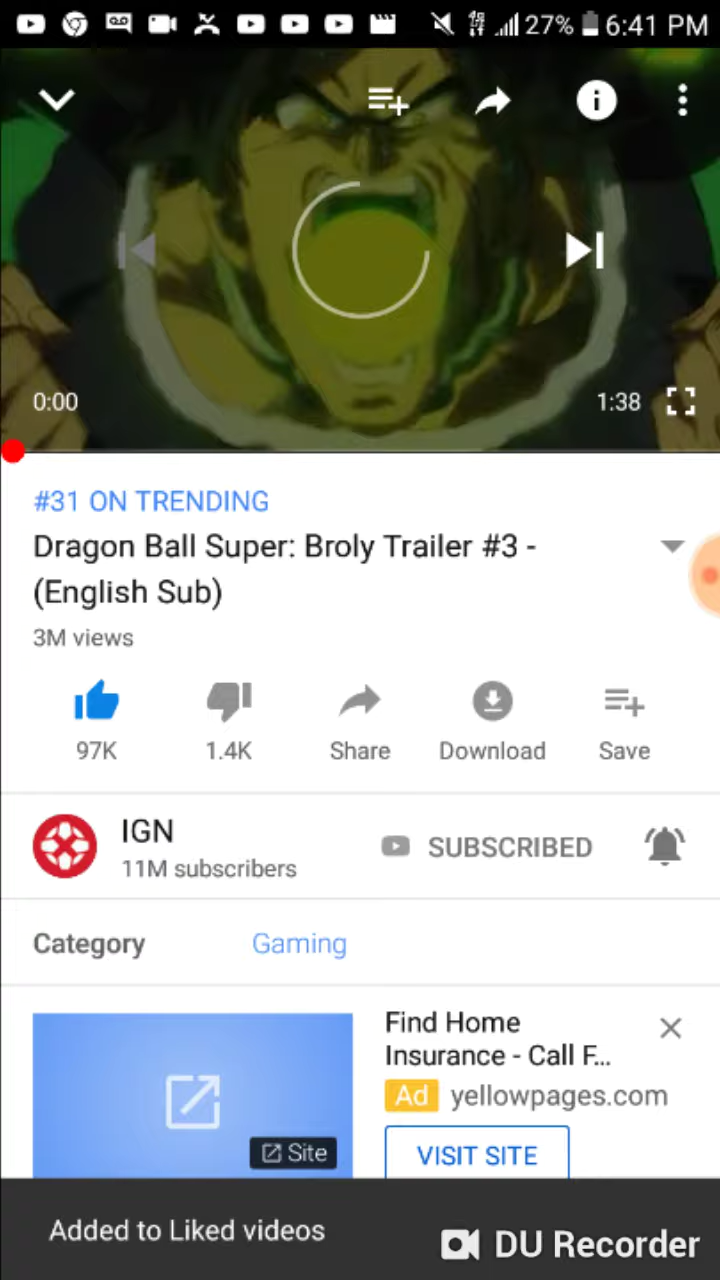 27% 6:41 PM
0:00 1:38
#31 ON TRENDING
Dragon Ball Super: Broly Trailer #3 -
(English Sub)
3M views
97K 1.4K Share Download Save
IGN
11M subscribers
SUBSCRIBED
Category Gaming
Find Home
Insurance - Call F...
Ad yellowpages.com
Site
VISIT SITE
Added to Liked videos
DU Recorder